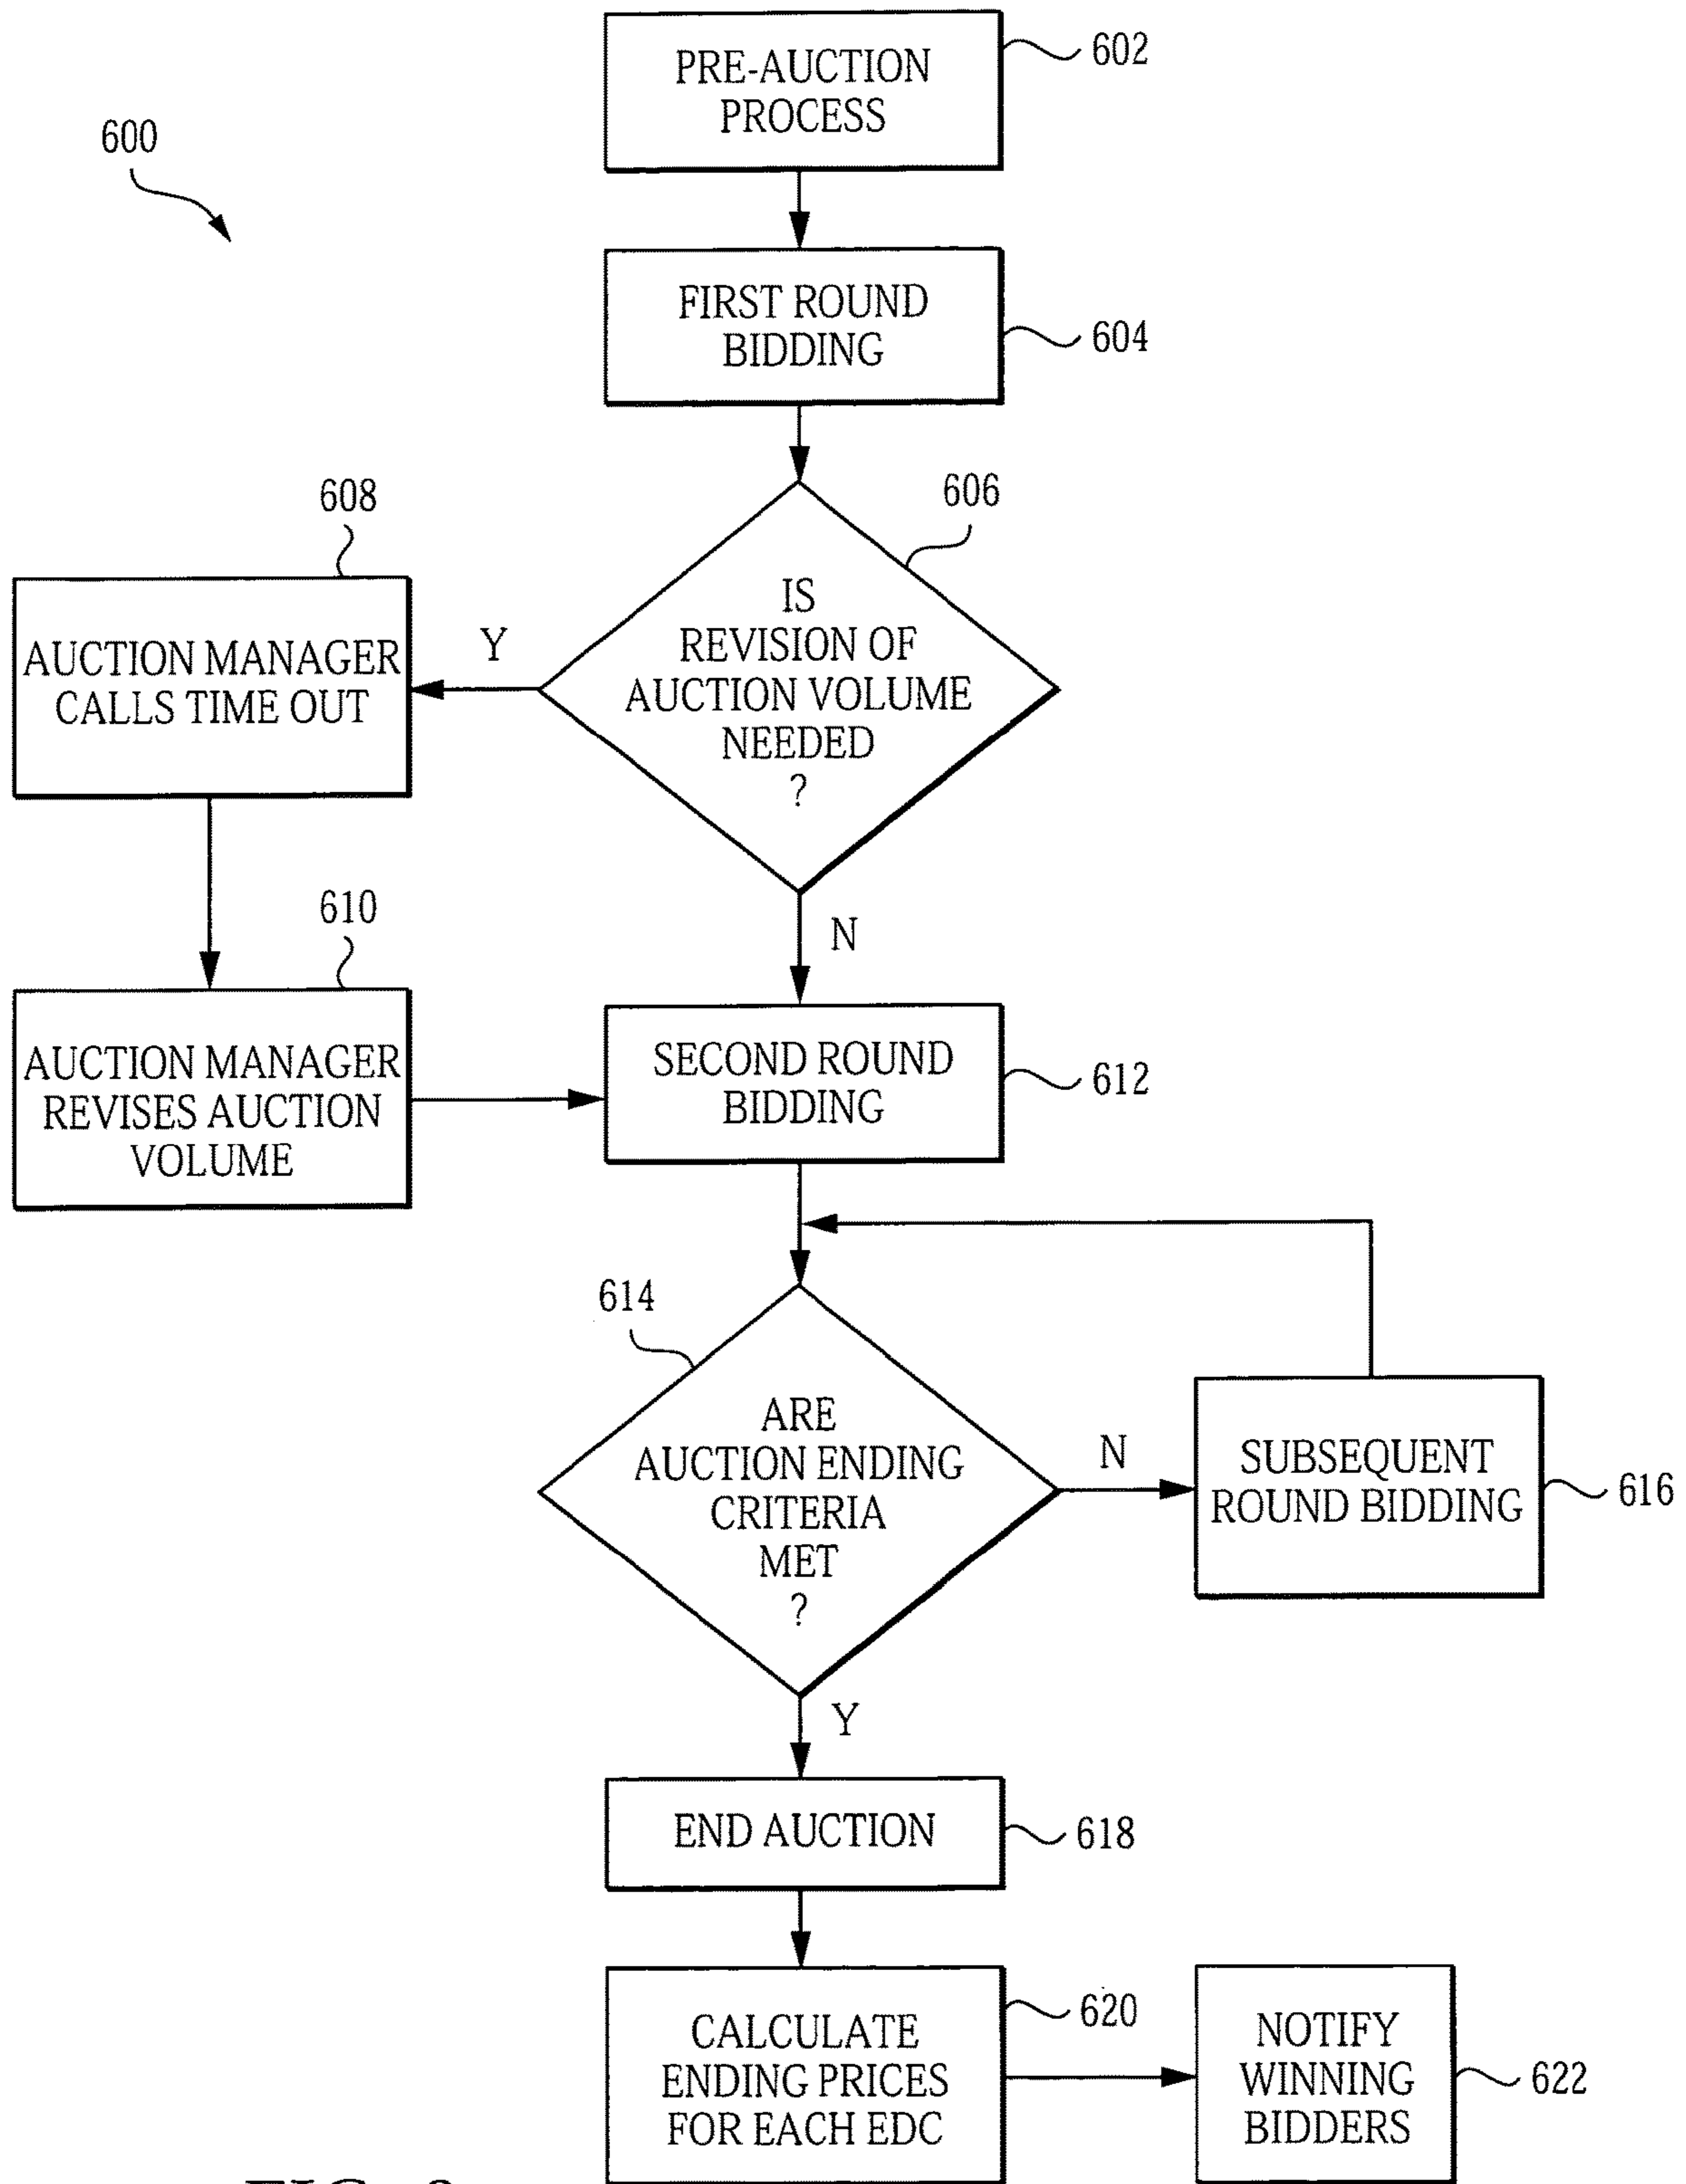 PRE-AUCTION
PROCESS
602
600
FIRST ROUND
BIDDING
604
606
608
IS
REVISION OF
AUCTION VOLUME
NEEDED
?
Y
AUCTION MANAGER
CALLS TIME OUT
N
610
AUCTION MANAGER
REVISES AUCTION
VOLUME
SECOND ROUND
BIDDING
612
614
ARE
AUCTION ENDING
CRITERIA
MET
?
N
SUBSEQUENT
ROUND BIDDING
616
Y
END AUCTION
618
CALCULATE
ENDING PRICES
FOR EACH EDC
620
NOTIFY
WINNING
BIDDERS
622